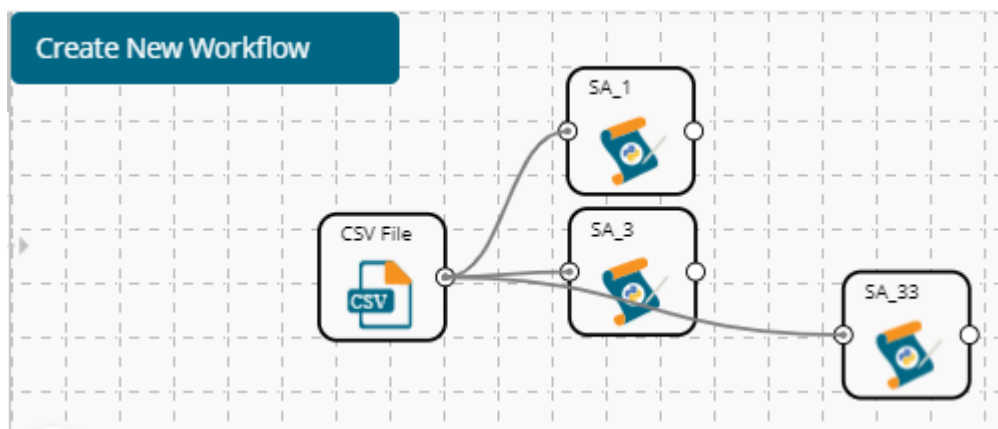 Create New Workflow
SA_1
CSV File
CSV
SA_3
SA_33